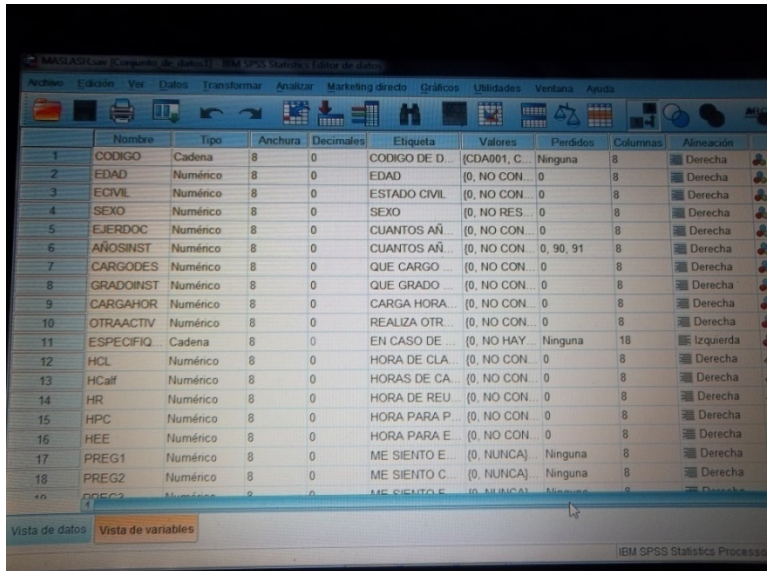 MASLASH.sav [Conjunto_de_datos1] - IBM SPSS Statistics Editor de datos
Archivo Edición Ver Datos Transformar Analizar Marketing directo Gráficos Utilidades Ventana Ayuda
Nombre Tipo Anchura Decimales Etiqueta Valores Perdidos Columnas Alineación
1 CODIGO Cadena 8 0 CODIGO DE D... {CDA001, C... Ninguna 8 Derecha
2 EDAD Numérico 8 0 EDAD {0, NO CON... 0 8 Derecha
3 ECIVIL Numérico 8 0 ESTADO CIVIL {0, NO CON... 0 8 Derecha
4 SEXO Numérico 8 0 SEXO {0, NO RES... 0 8 Derecha
5 EJERDOC Numérico 8 0 CUANTOS AÑ... {0, NO CON... 0 8 Derecha
6 AÑOSINST Numérico 8 0 CUANTOS AÑ... {0, NO CON... 0, 90, 91 8 Derecha
7 CARGODES Numérico 8 0 QUE CARGO ... {0, NO CON... 0 8 Derecha
8 GRADOINST Numérico 8 0 QUE GRADO ... {0, NO CON... 0 8 Derecha
9 CARGAHOR Numérico 8 0 CARGA HORA... {0, NO CON... 0 8 Derecha
10 OTRAACTIV Numérico 8 0 REALIZA OTR... {0, NO CON... 0 8 Derecha
11 ESPECIFIQ... Cadena 8 0 EN CASO DE ... {0, NO HAY... Ninguna 18 Izquierda
12 HCL Numérico 8 0 HORA DE CLA... {0, NO CON... 0 8 Derecha
13 HCalf Numérico 8 0 HORAS DE CA... {0, NO CON... 0 8 Derecha
14 HR Numérico 8 0 HORA DE REU... {0, NO CON... 0 8 Derecha
15 HPC Numérico 8 0 HORA PARA P... {0, NO CON... 0 8 Derecha
16 HEE Numérico 8 0 HORA PARA E... {0, NO CON... 0 8 Derecha
17 PREG1 Numérico 8 0 ME SIENTO E... {0, NUNCA}... Ninguna 8 Derecha
18 PREG2 Numérico 8 0 ME SIENTO C... {0, NUNCA}... Ninguna 8 Derecha
Vista de datos Vista de variables
IBM SPSS Statistics Processo